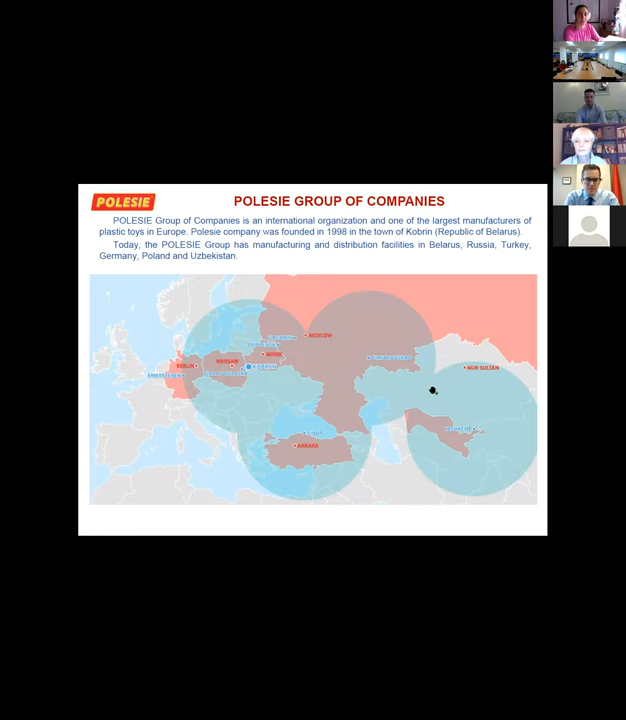 POLESIE
POLESIE GROUP OF COMPANIES
POLESIE Group of Companies is an international organization and one of the largest manufacturers of
plastic toys in Europe. Polesie company was founded in 1998 in the town of Kobrin (Republic of Belarus).
Today, the POLESIE Group has manufacturing and distribution facilities in Belarus, Russia, Turkey,
Germany, Poland and Uzbekistan.
MOSCOW
MINSK
WARSAW
BERLIN
KOBRIN
NUR-SULTAN
ANKARA